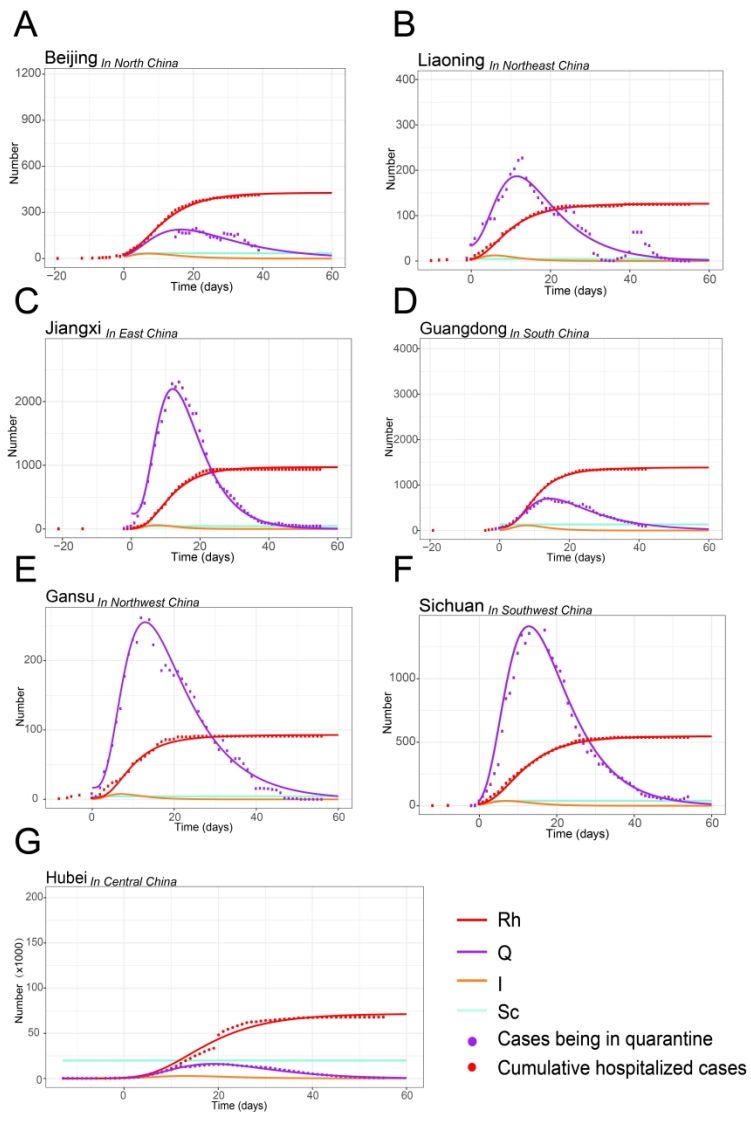 A
Beijing In North China
1200
900
600
300
0
Number
-20 0 20 40 60
Time (days)
B
Liaoning In Northeast China
400
300
200
100
0
Number
0 20 40 60
Time (days)
C
Jiangxi In East China
2000
1000
0
Number
-20 0 20 40 60
Time (days)
D
Guangdong In South China
4000
3000
2000
1000
0
Number
-20 0 20 40 60
Time (days)
E
Gansu In Northwest China
200
100
0
Number
0 20 40 60
Time (days)
F
Sichuan In Southwest China
1000
500
0
Number
0 20 40 60
Time (days)
G
Hubei In Central China
200
150
100
50
0
Number (x1000)
0 20 40 60
Time (days)
Rh
Q
I
Sc
Cases being in quarantine
Cumulative hospitalized cases